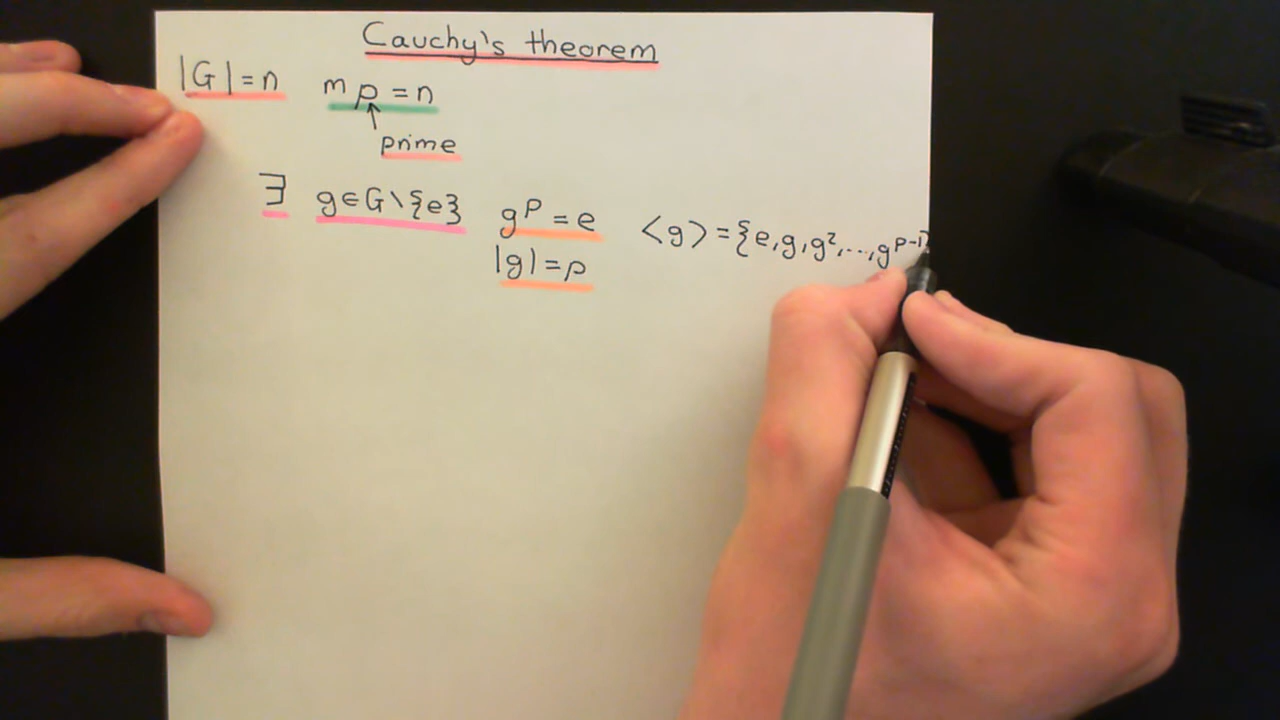 Cauchy's theorem
|G|=n mp=n
prime
∃ g∈G\{e} g^p=e <g>={e,g,g²,...,g^{p-1}
|g|=p